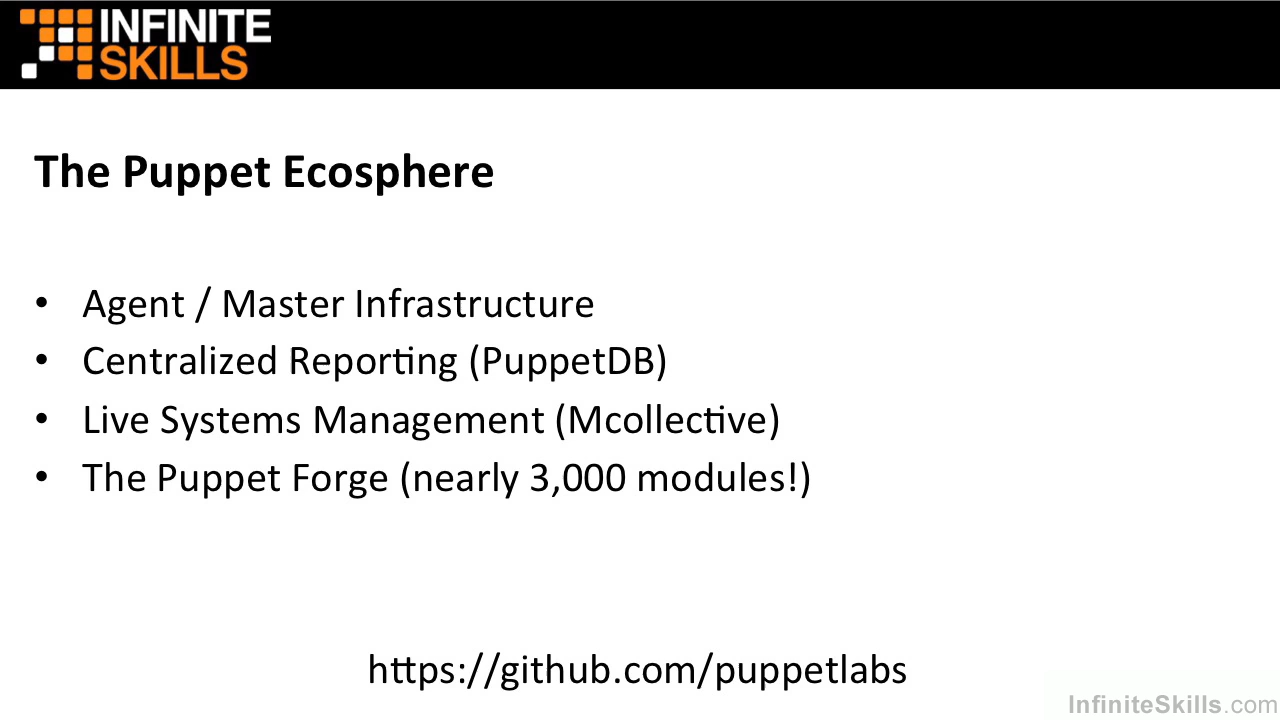 INFINITE
SKILLS
The Puppet Ecosphere
• Agent / Master Infrastructure
• Centralized Reporting (PuppetDB)
• Live Systems Management (Mcollective)
• The Puppet Forge (nearly 3,000 modules!)
https://github.com/puppetlabs
InfiniteSkills.com